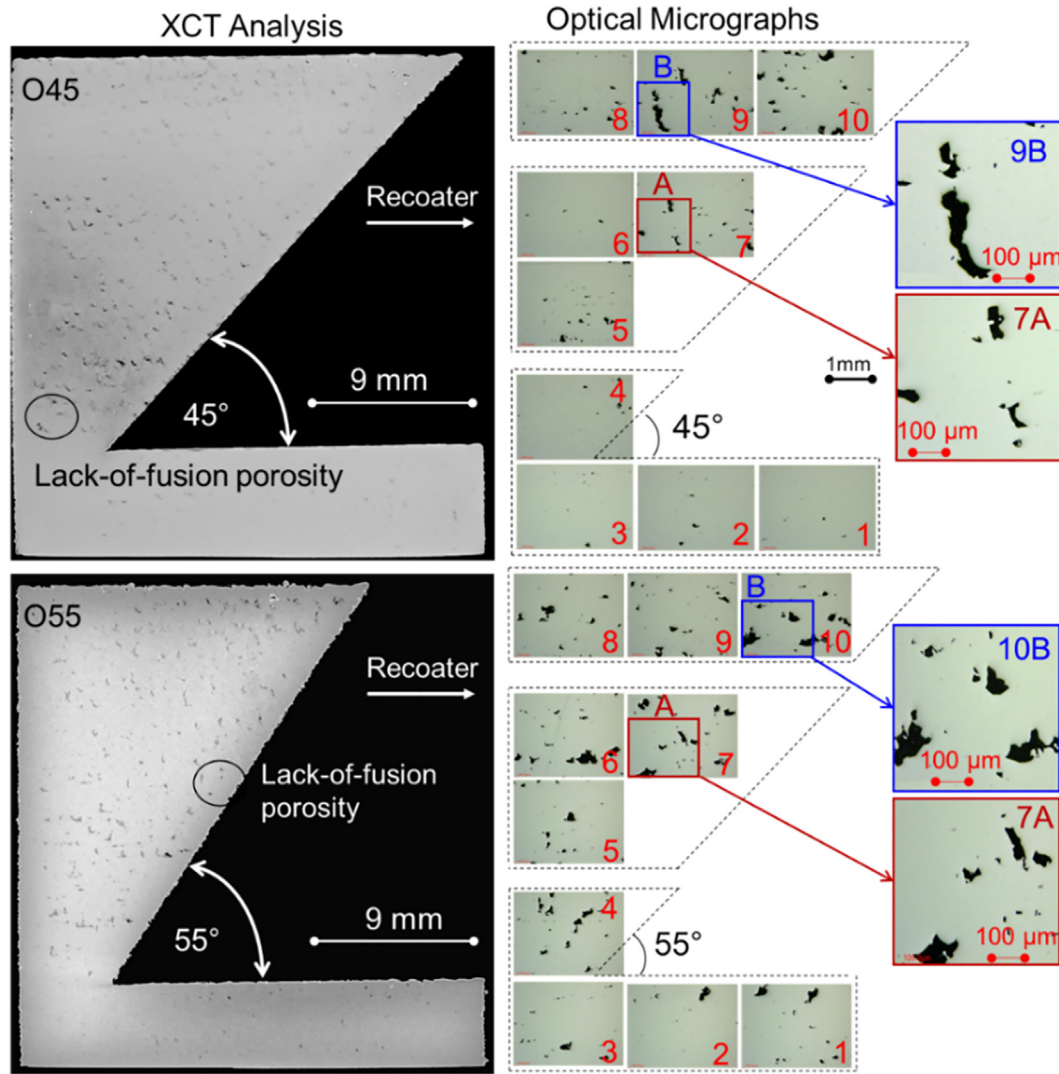 XCT Analysis
Optical Micrographs
O45
Recoater
9 mm
45°
Lack-of-fusion porosity
B
8
9
10
A
6
7
5
4
45°
3
2
1
1mm
9B
100 µm
7A
100 µm
O55
Recoater
Lack-of-fusion
porosity
9 mm
55°
B
8
9
10
A
6
7
5
4
55°
3
2
1
10B
100 µm
7A
100 µm